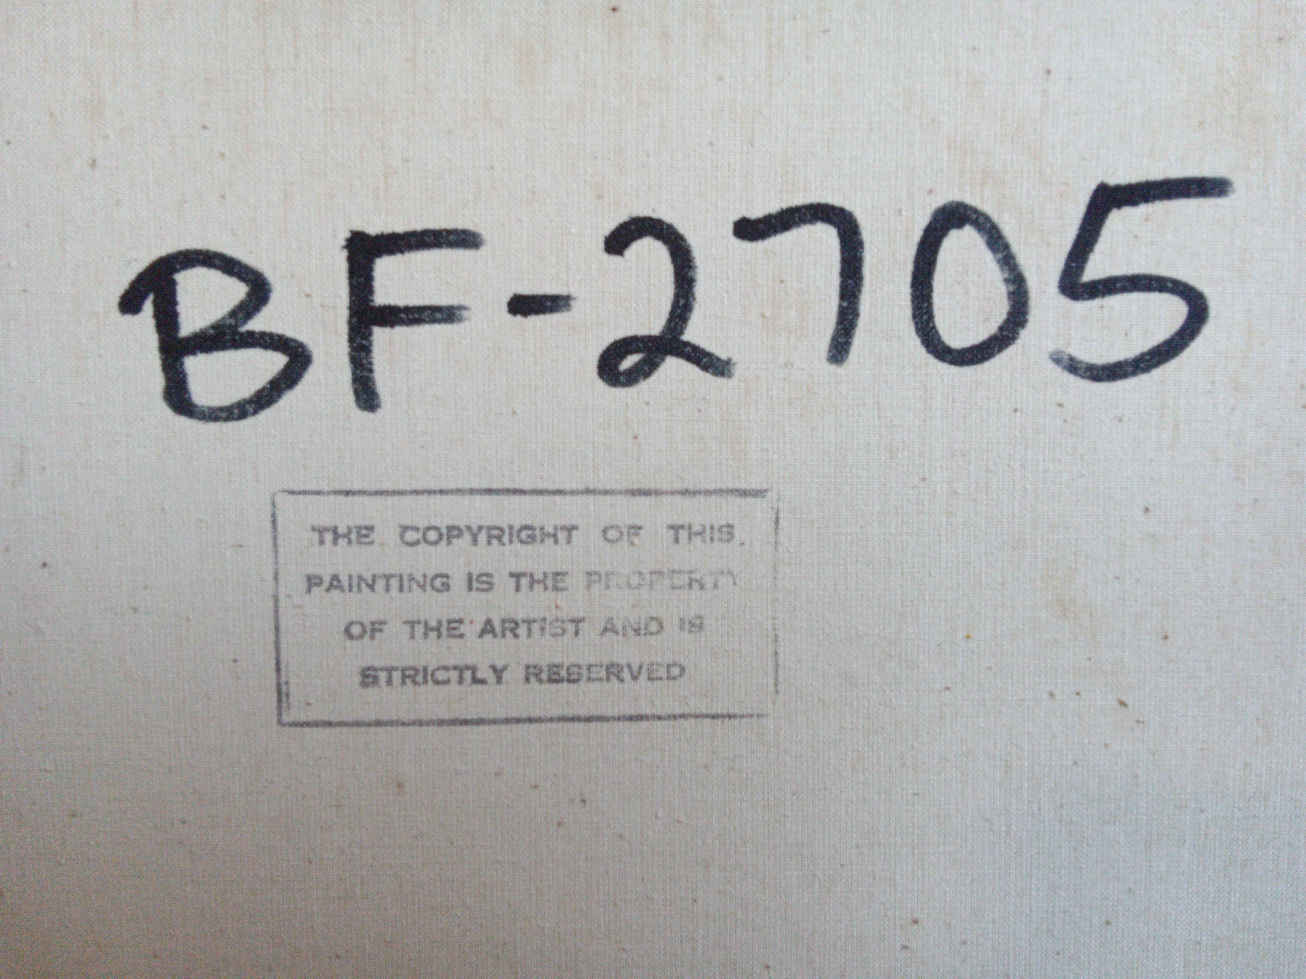 BF-2705
THE COPYRIGHT OF THIS
PAINTING IS THE PROPERTY
OF THE ARTIST AND IS
STRICTLY RESERVED